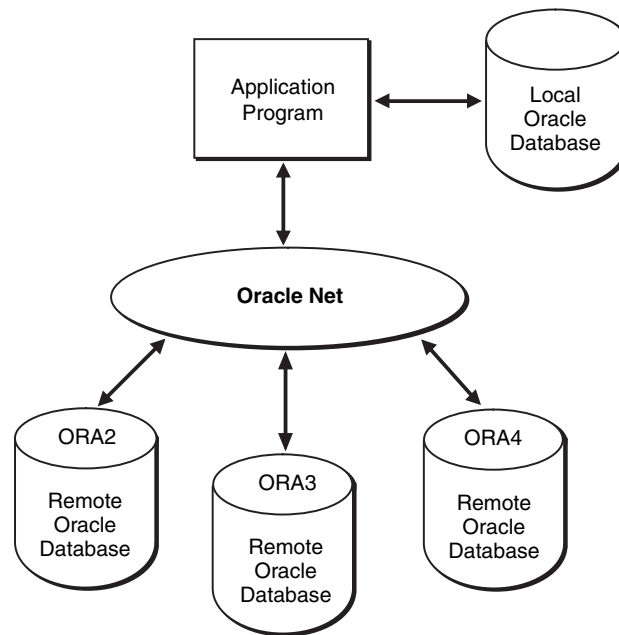 Application
Program
Local
Oracle
Database
Oracle Net
ORA2
Remote
Oracle
Database
ORA3
Remote
Oracle
Database
ORA4
Remote
Oracle
Database